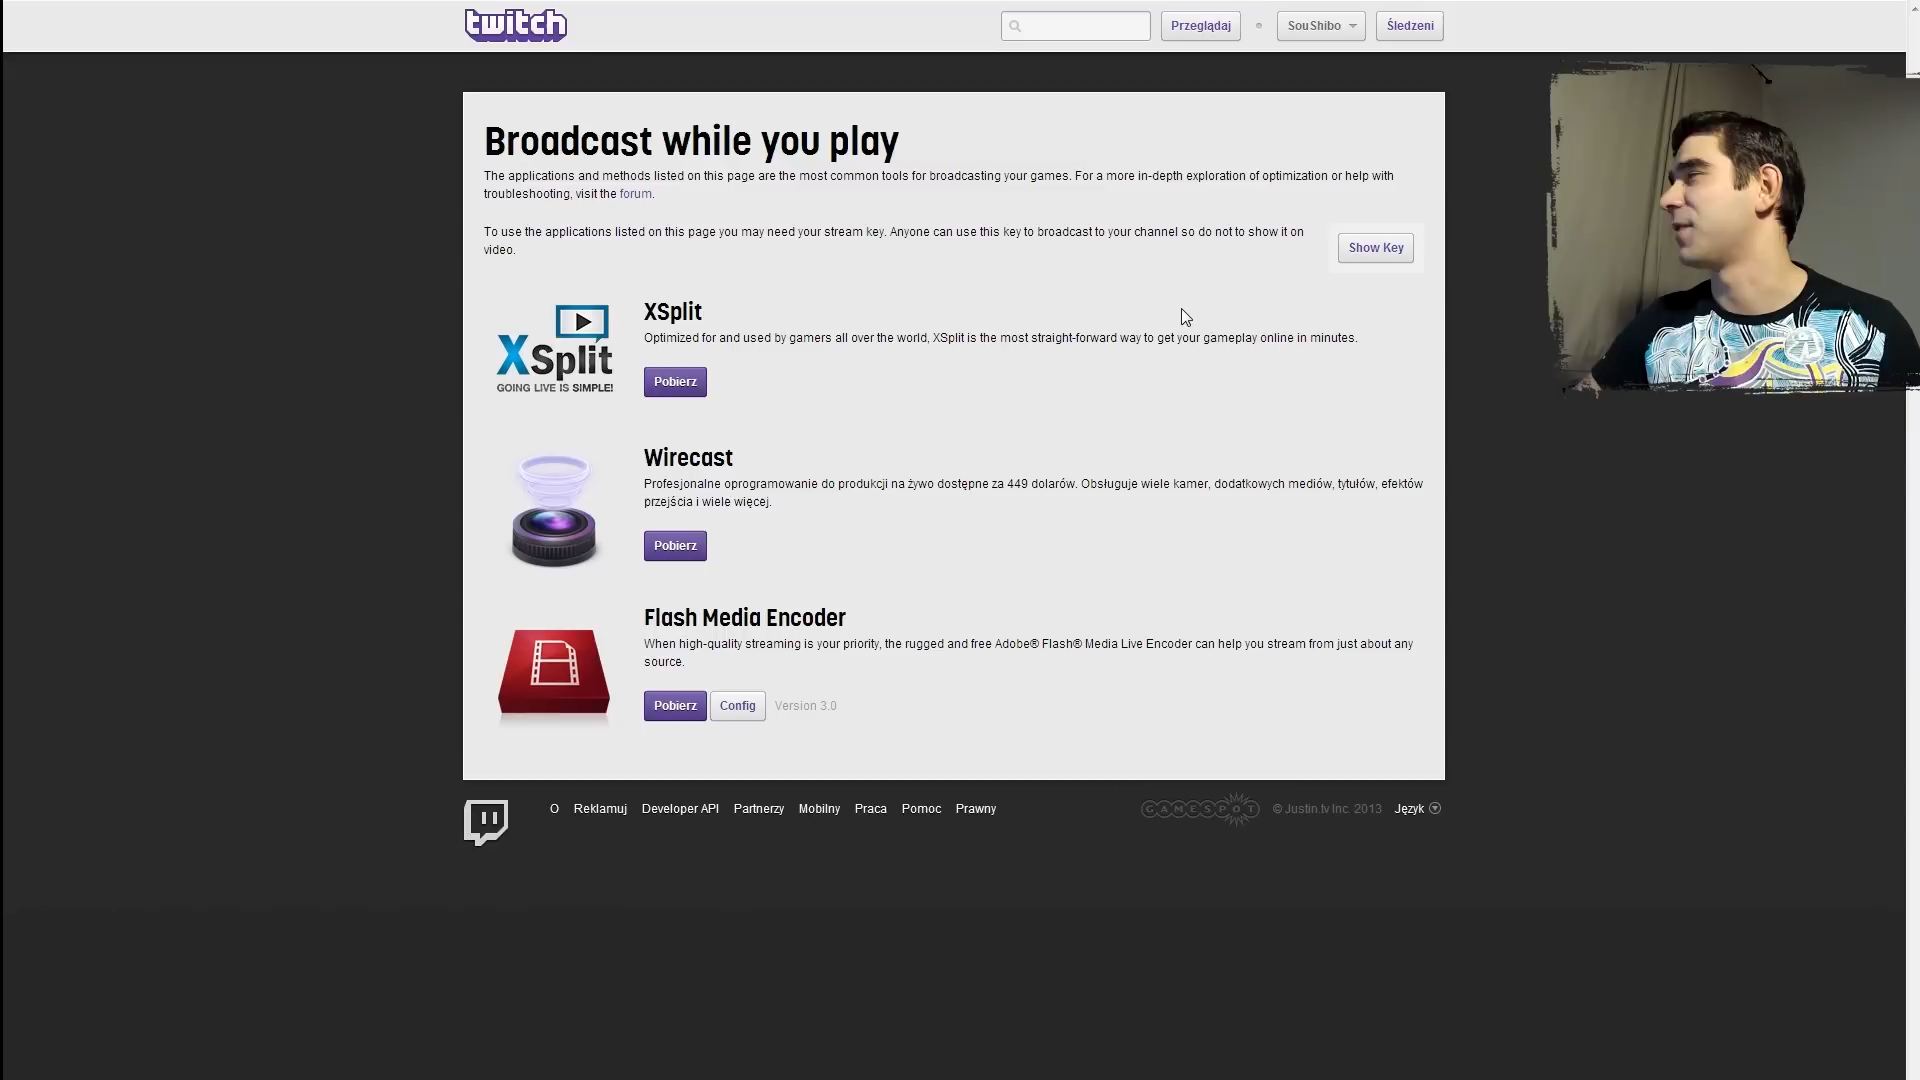 twitch
Przeglądaj
SouShibo
Śledzeni
Broadcast while you play
The applications and methods listed on this page are the most common tools for broadcasting your games. For a more in-depth exploration of optimization or help with
troubleshooting, visit the forum.
To use the applications listed on this page you may need your stream key. Anyone can use this key to broadcast to your channel so do not to show it on
video.
Show Key
XSplit
GOING LIVE IS SIMPLE!
XSplit
Optimized for and used by gamers all over the world, XSplit is the most straight-forward way to get your gameplay online in minutes.
Pobierz
Wirecast
Profesjonalne oprogramowanie do produkcji na żywo dostępne za 449 dolarów. Obsługuje wiele kamer, dodatkowych mediów, tytułów, efektów
przejścia i wiele więcej.
Pobierz
Flash Media Encoder
When high-quality streaming is your priority, the rugged and free Adobe® Flash® Media Live Encoder can help you stream from just about any
source.
Pobierz Config Version 3.0
O Reklamuj Developer API Partnerzy Mobilny Praca Pomoc Prawny
GAMESPOT
© Justin.tv Inc. 2013
Język